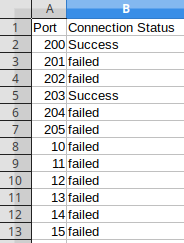 A B
1 Port Connection Status
2 200 Success
3 201 failed
4 202 failed
5 203 Success
6 204 failed
7 205 failed
8 10 failed
9 11 failed
10 12 failed
11 13 failed
12 14 failed
13 15 failed